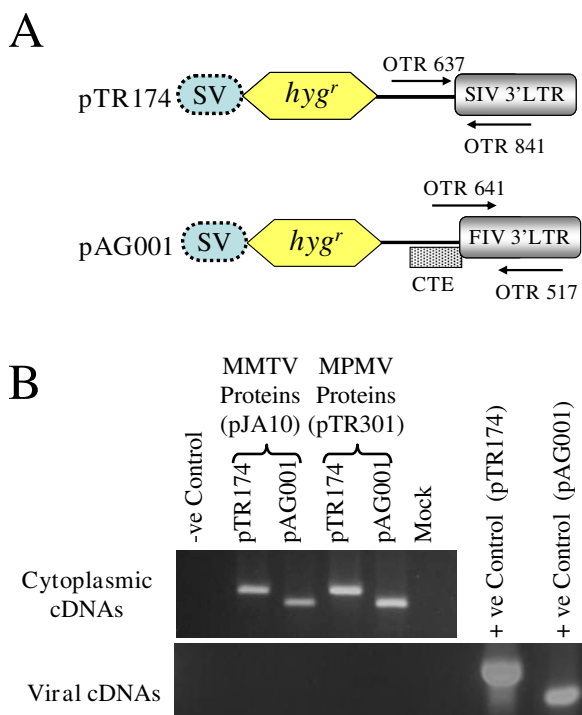 A
pTR174
SV
hygr
OTR 637
SIV 3'LTR
OTR 841
pAG001
SV
hygr
OTR 641
FIV 3'LTR
CTE
OTR 517
B
MMTV
Proteins
(pJA10)
MPMV
Proteins
(pTR301)
-ve Control
pTR174
pAG001
pTR174
pAG001
Mock
+ ve Control (pTR174)
+ ve Control (pAG001)
Cytoplasmic
cDNAs
Viral cDNAs